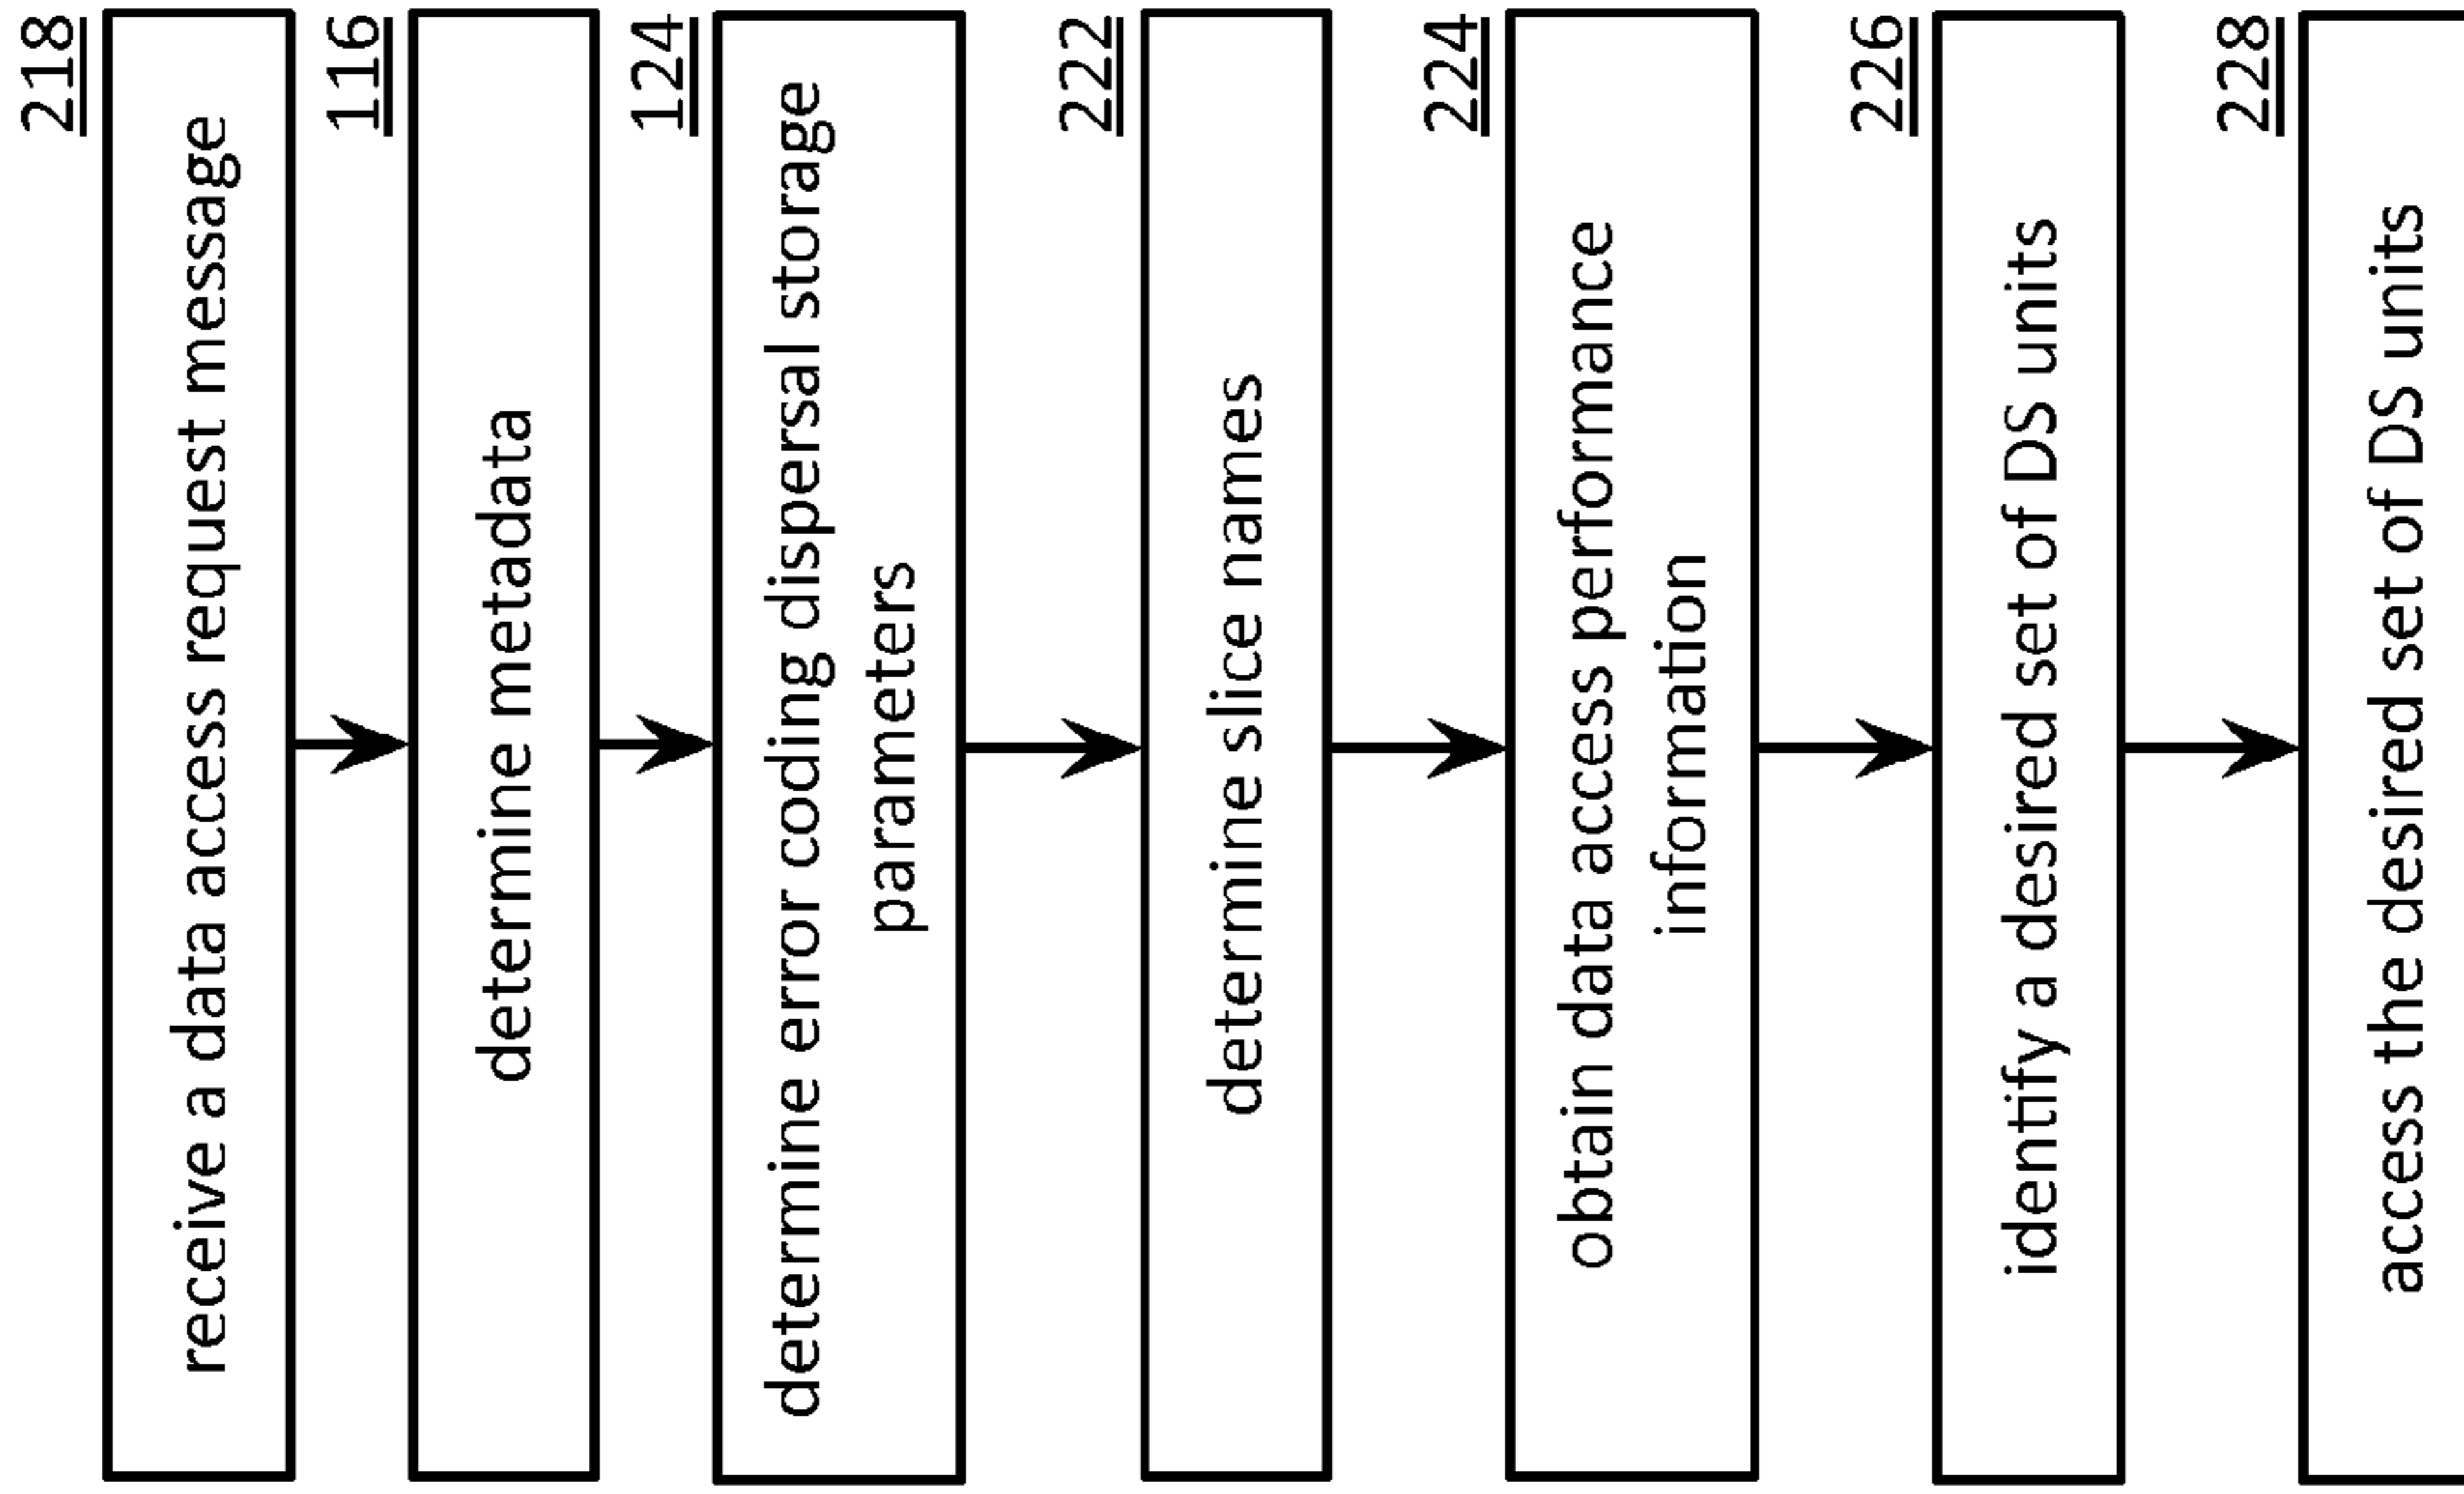 218
receive a data access request message
116
determine metadata
124
determine error coding dispersal storage
parameters
222
determine slice names
224
obtain data access performance
information
226
identify a desired set of DS units
228
access the desired set of DS units